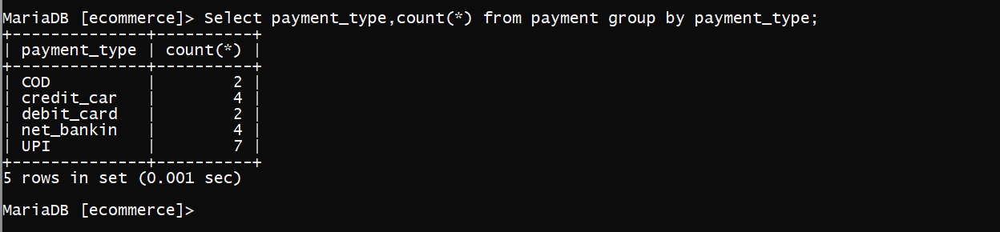 MariaDB [ecommerce]> Select payment_type,count(*) from payment group by payment_type;
+--------------+----------+
| payment_type | count(*) |
+--------------+----------+
| COD          |        2 |
| credit_car   |        4 |
| debit_card   |        2 |
| net_bankin   |        4 |
| UPI          |        7 |
+--------------+----------+
5 rows in set (0.001 sec)
MariaDB [ecommerce]>